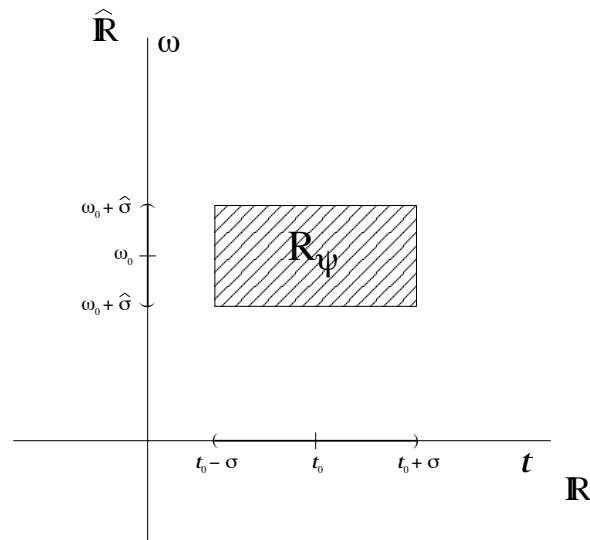 ℝ̂
ω
ω₀ + σ̂
ω₀
R_ψ
ω₀ + σ̂
t₀ − σ t₀ t₀ + σ t
ℝ